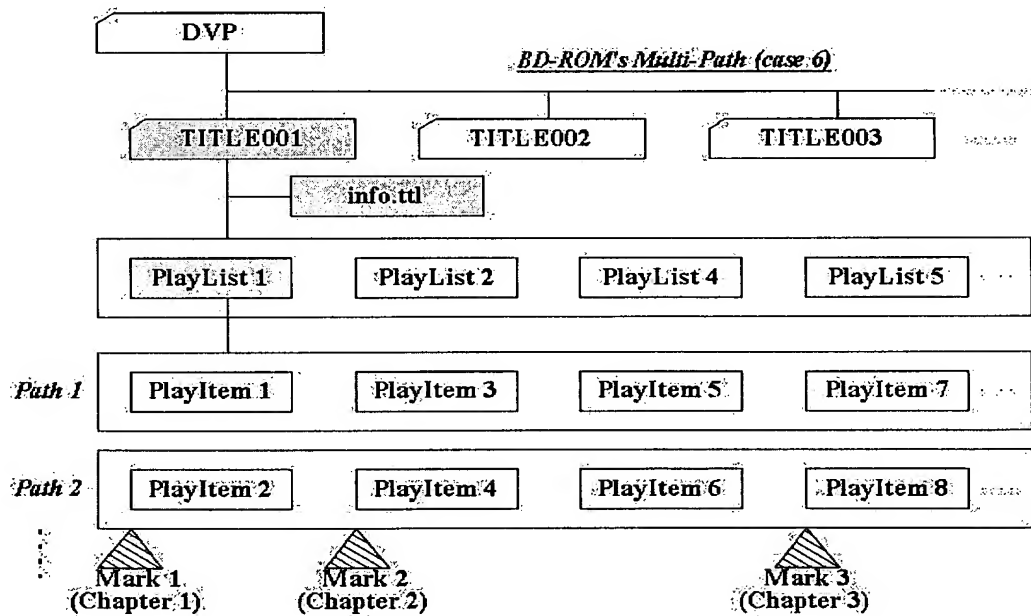 DVP
BD-ROM's Multi-Path (case 6)
TITLE001 TITLE002 TITLE003
info.ttl
PlayList 1 PlayList 2 PlayList 4 PlayList 5
Path 1 PlayItem 1 PlayItem 3 PlayItem 5 PlayItem 7
Path 2 PlayItem 2 PlayItem 4 PlayItem 6 PlayItem 8
Mark 1 Mark 2 Mark 3
(Chapter 1) (Chapter 2) (Chapter 3)